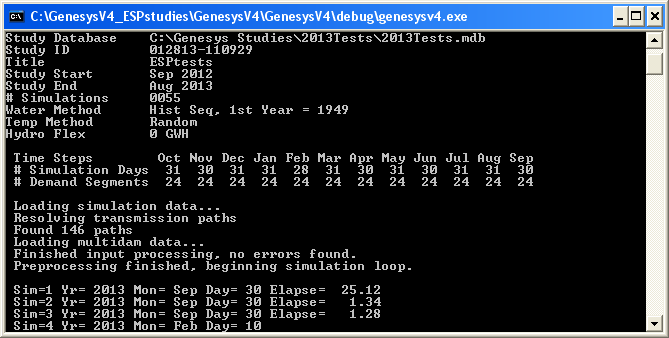 C:\GenesysV4_ESPstudies\GenesysV4\GenesysV4\debug\genesysv4.exe
Study Database C:\Genesys Studies\2013Tests\2013Tests.mdb
Study ID 012813-110929
Title ESPtests
Study Start Sep 2012
Study End Aug 2013
# Simulations 0055
Water Method Hist Seq, 1st Year = 1949
Temp Method Random
Hydro Flex 0 GWH
Time Steps Oct Nov Dec Jan Feb Mar Apr May Jun Jul Aug Sep
# Simulation Days 31 30 31 31 28 31 30 31 30 31 31 30
# Demand Segments 24 24 24 24 24 24 24 24 24 24 24 24
Loading simulation data...
Resolving transmission paths
Found 146 paths
Loading multidam data...
Finished input processing, no errors found.
Preprocessing finished, beginning simulation loop.
Sim=1 Yr= 2013 Mon= Sep Day= 30 Elapse= 25.12
Sim=2 Yr= 2013 Mon= Sep Day= 30 Elapse= 1.34
Sim=3 Yr= 2013 Mon= Sep Day= 30 Elapse= 1.28
Sim=4 Yr= 2013 Mon= Feb Day= 10